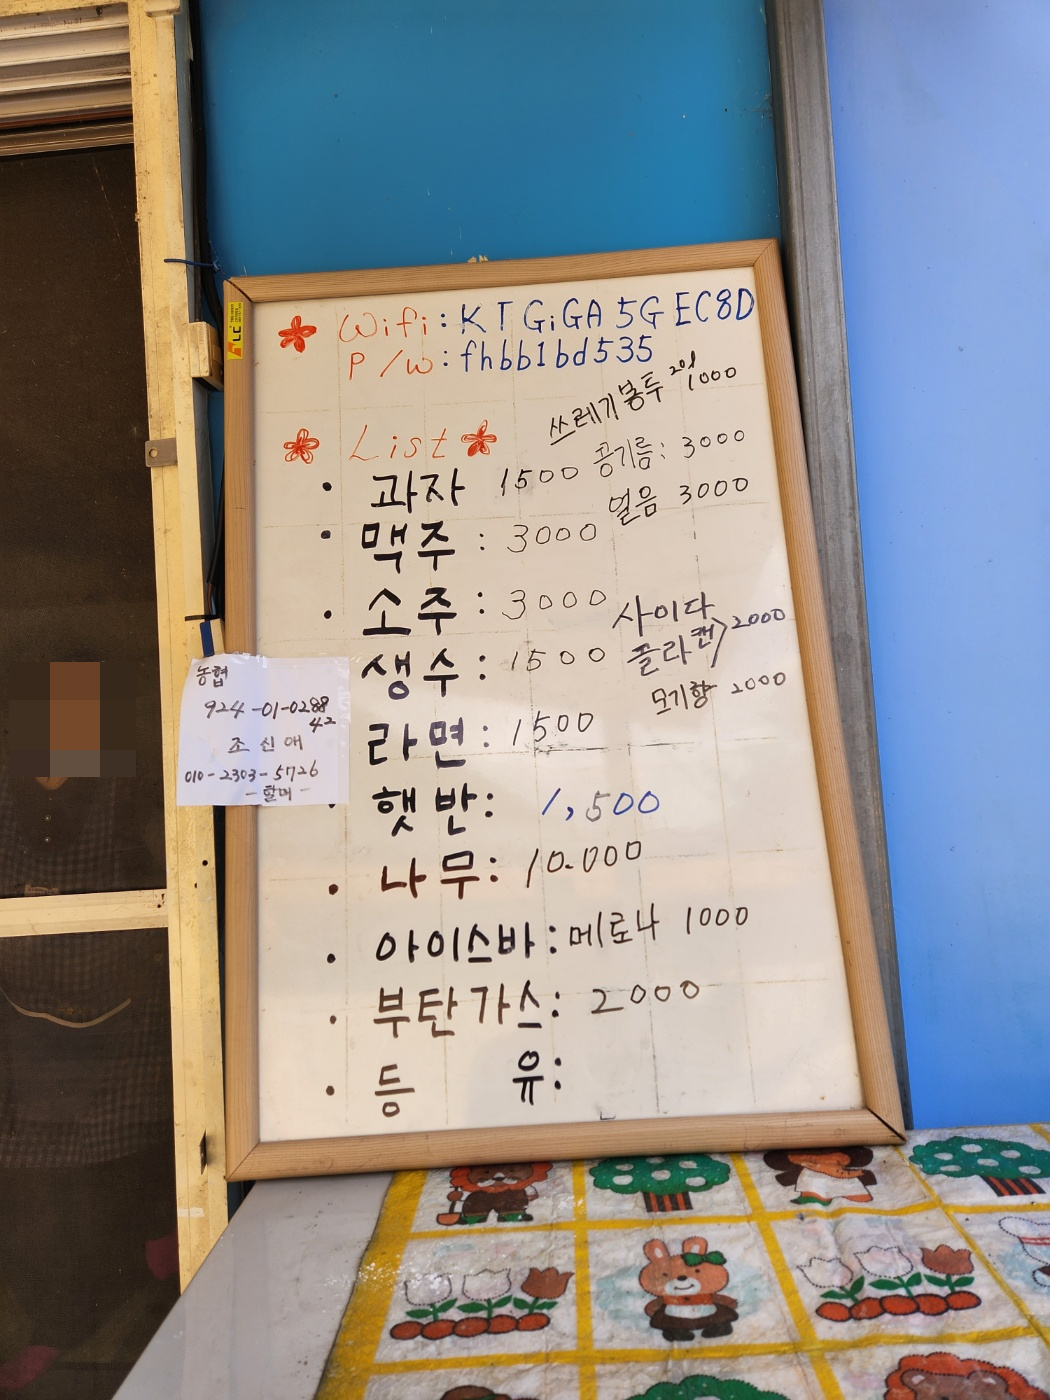 Wifi: KT GiGA 5G EC8D
P/w: fhbb1bd535
쓰레기봉투 20l 1000
List
공기름: 3000
• 과자 1500
얼음 3000
• 맥주: 3000
• 소주: 3000
사이다
콜라캔) 2000
생수: 1500
모기향 2000
라면: 1500
햇반: 1,500
• 나무: 10.000
• 아이스바: 메로나 1000
• 부탄가스: 2000
• 등 유:
농협
924-01-0288
42
조신애
010-2303-5726
-할머-
LC